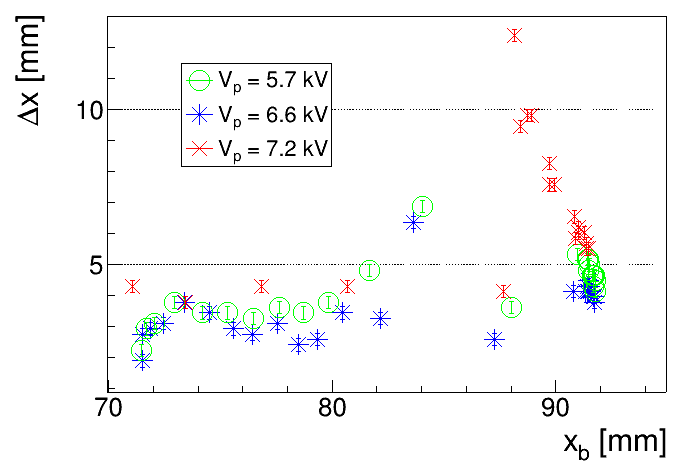 Δx [mm]
10
5
V_p = 5.7 kV
V_p = 6.6 kV
V_p = 7.2 kV
70 80 90
x_b [mm]